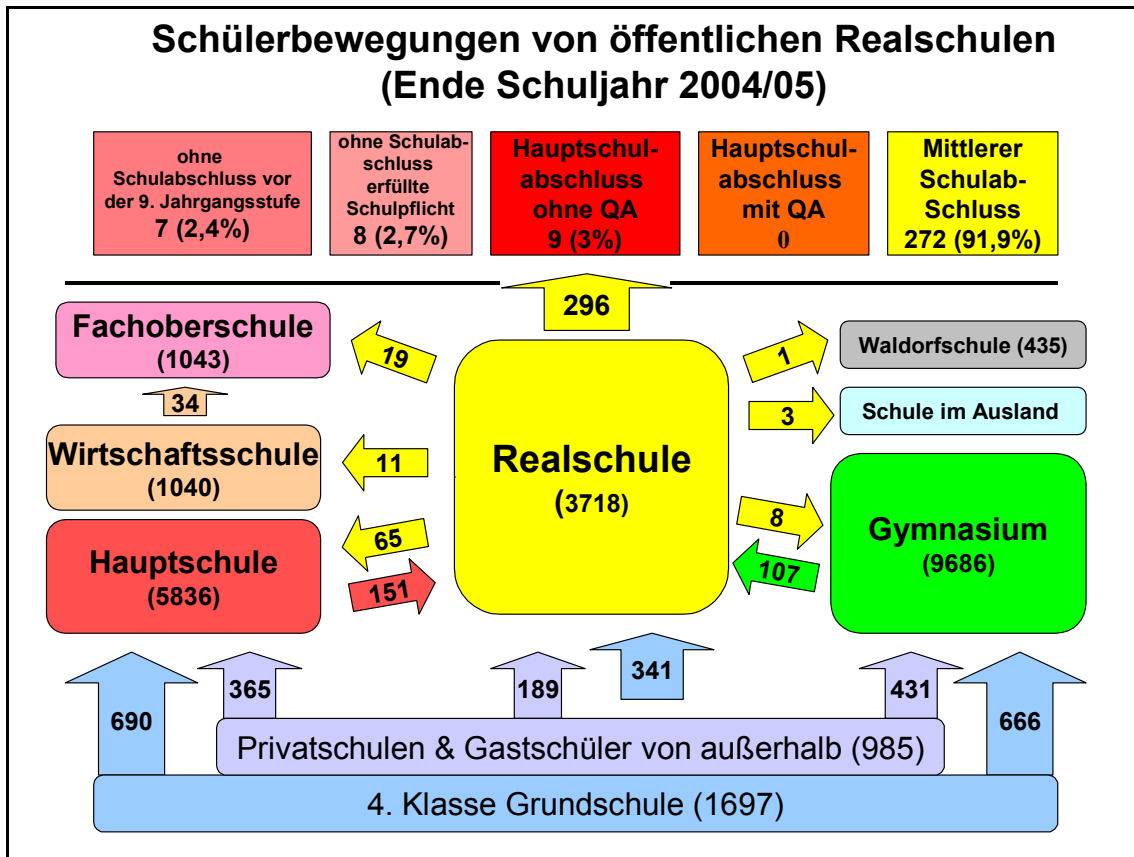 Schülerbewegungen von öffentlichen Realschulen
(Ende Schuljahr 2004/05)
ohne
Schulabschluss vor
der 9. Jahrgangsstufe
7 (2,4%)
ohne Schulab-
schluss
erfüllte
Schulpflicht
8 (2,7%)
Hauptschul-
abschluss
ohne QA
9 (3%)
Hauptschul-
abschluss
mit QA
0
Mittlerer
Schulab-
Schluss
272 (91,9%)
296
Fachoberschule
(1043)
19
34
Wirtschaftsschule
(1040)
11
Hauptschule
(5836)
65
151
Realschule
(3718)
1
Waldorfschule (435)
3
Schule im Ausland
8
107
Gymnasium
(9686)
690
365
189
341
431
666
Privatschulen & Gastschüler von außerhalb (985)
4. Klasse Grundschule (1697)